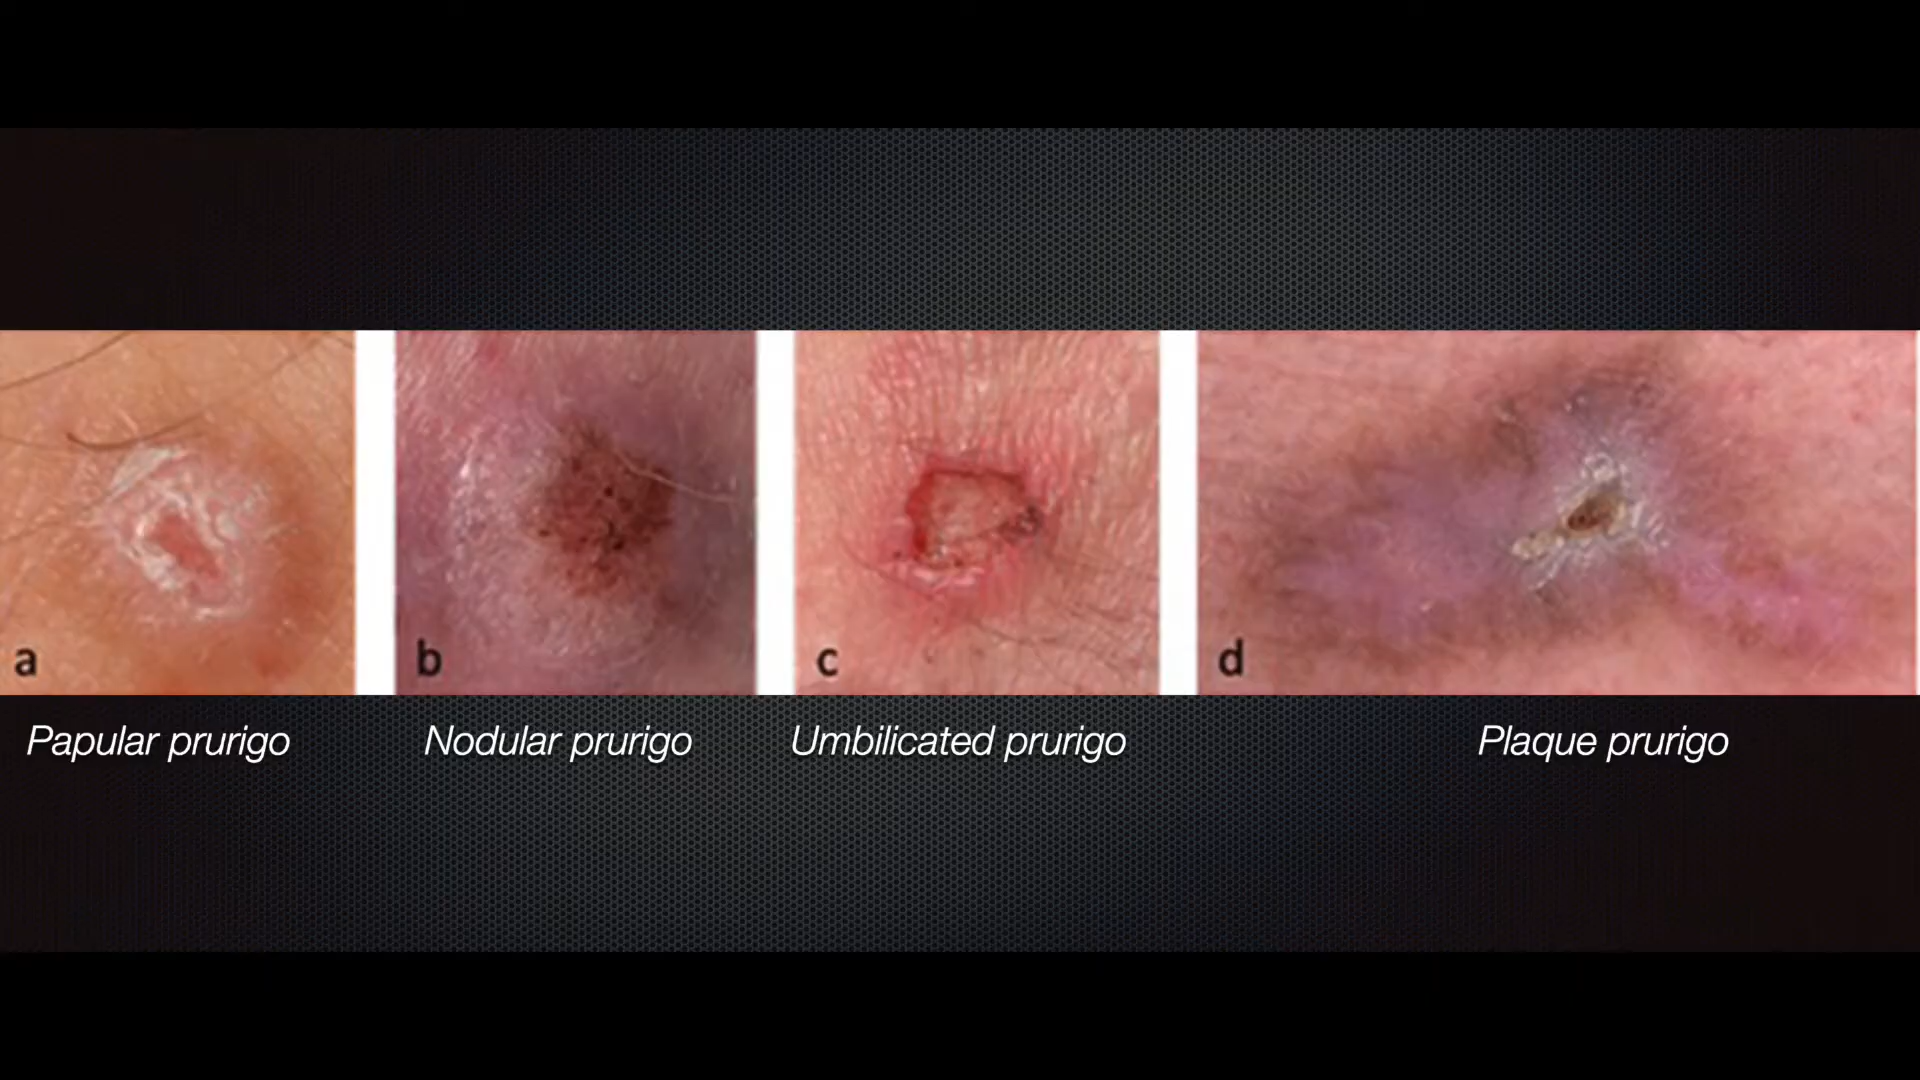 a
b
c
d
Papular prurigo
Nodular prurigo
Umbilicated prurigo
Plaque prurigo